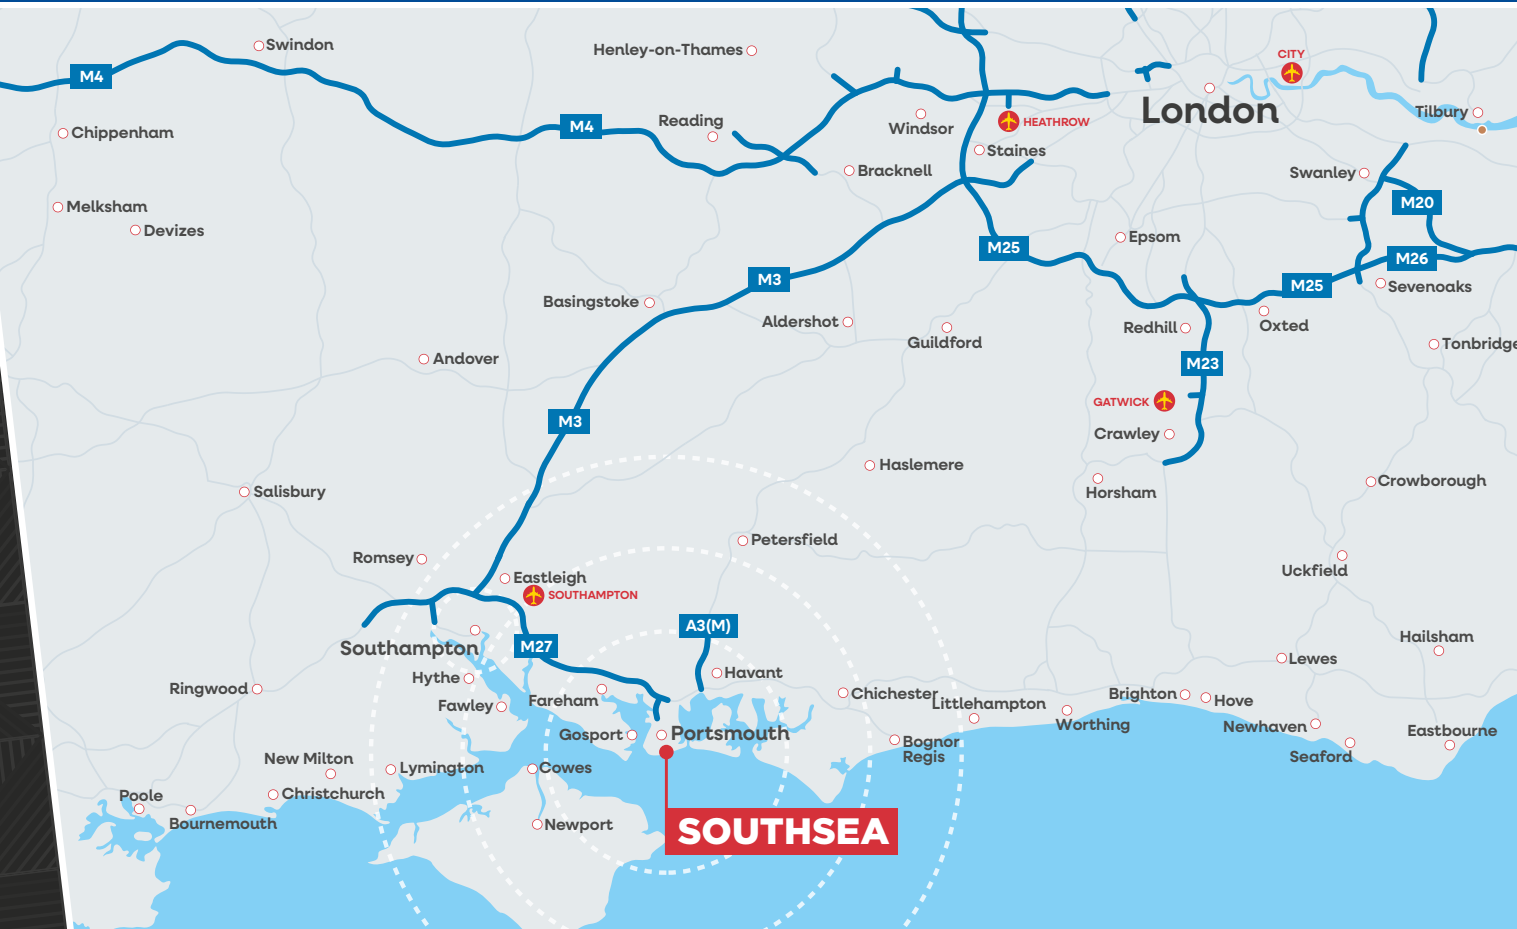 Swindon
Henley-on-Thames
CITY
M4
London
Tilbury
Chippenham
M4
Reading
Windsor
HEATHROW
Staines
Bracknell
Swanley
Melksham
Devizes
M20
Epsom
M25
M26
M3
M25
Sevenoaks
Basingstoke
Aldershot
Guildford
Redhill
Oxted
Tonbridge
Andover
M23
GATWICK
M3
Crawley
Haslemere
Horsham
Crowborough
Salisbury
Petersfield
Romsey
Eastleigh
SOUTHAMPTON
Uckfield
A3(M)
Southampton
M27
Hailsham
Lewes
Hythe
Havant
Ringwood
Fareham
Fawley
Chichester
Littlehampton
Brighton
Hove
Gosport
Portsmouth
Worthing
Newhaven
Eastbourne
Bognor
Regis
Seaford
New Milton
Lymington
Cowes
Poole
Christchurch
Bournemouth
Newport
SOUTHSEA